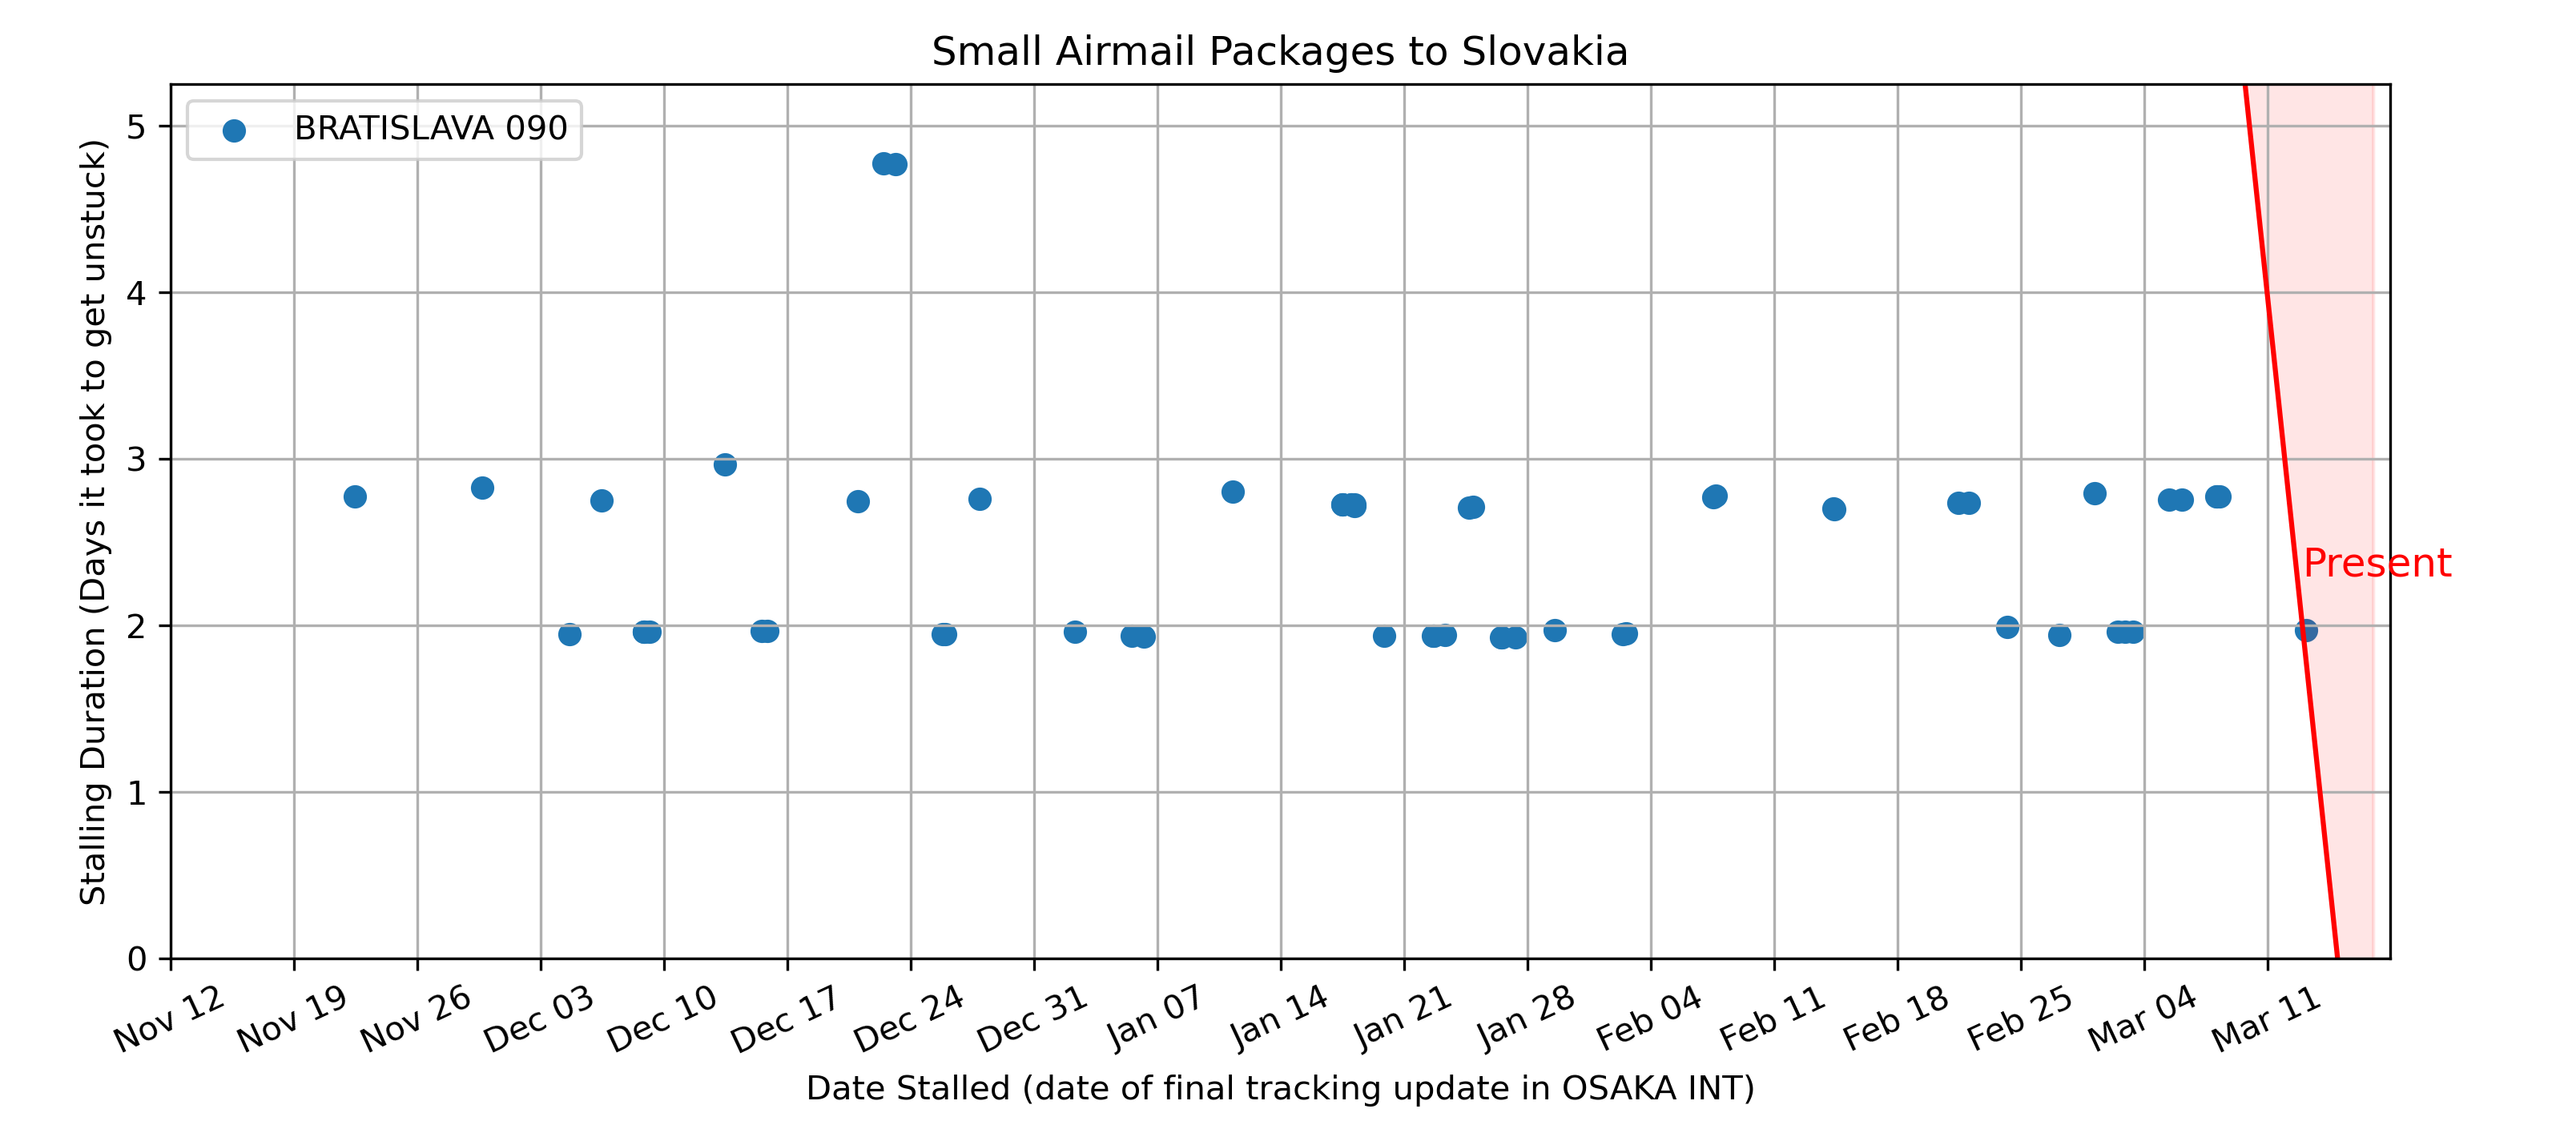 Small Airmail Packages to Slovakia
BRATISLAVA 090
Stalling Duration (Days it took to get unstuck)
5
4
3
2
1
0
Present
Nov 12 Nov 19 Nov 26 Dec 03 Dec 10 Dec 17 Dec 24 Dec 31 Jan 07 Jan 14 Jan 21 Jan 28 Feb 04 Feb 11 Feb 18 Feb 25 Mar 04 Mar 11
Date Stalled (date of final tracking update in OSAKA INT)